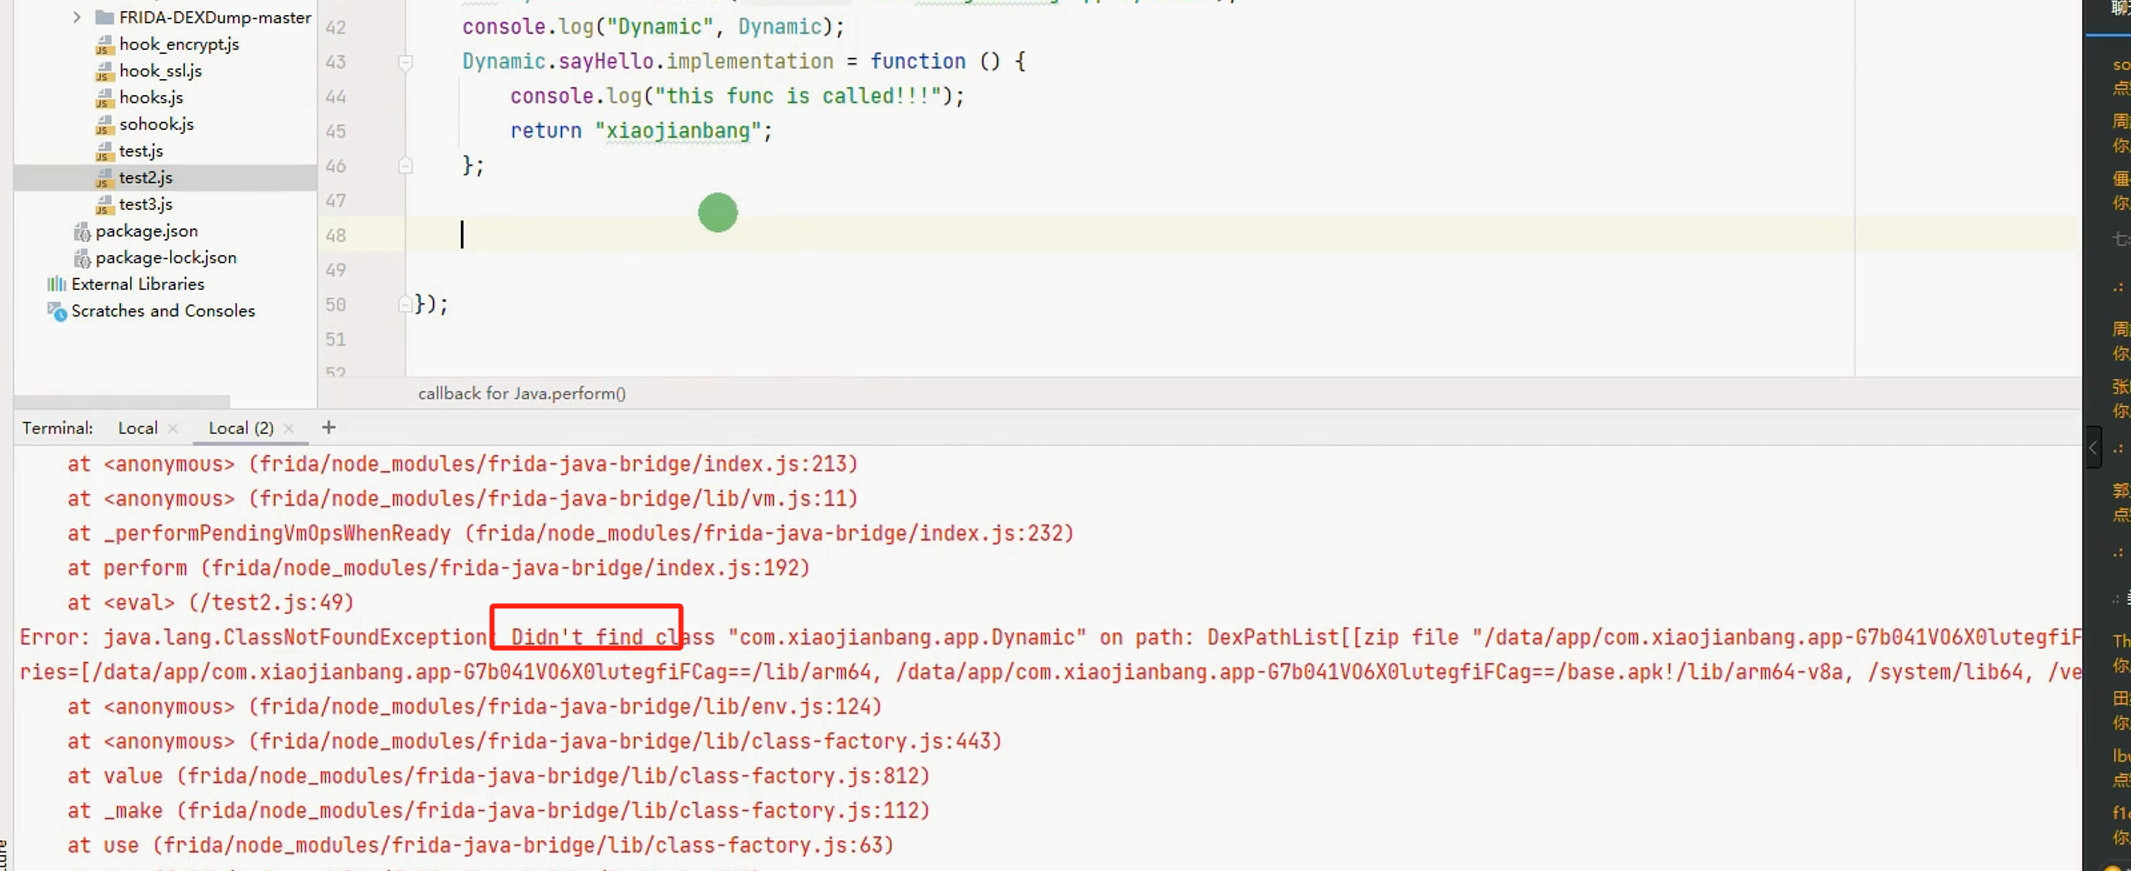 FRIDA-DEXDump-master
hook_encrypt.js
hook_ssl.js
hooks.js
sohook.js
test.js
test2.js
test3.js
package.json
package-lock.json
External Libraries
Scratches and Consoles
42 console.log("Dynamic", Dynamic);
43 Dynamic.sayHello.implementation = function () {
44 console.log("this func is called!!!");
45 return "xiaojianbang";
46 };
47
48
49
50 });
51
52
callback for Java.perform()
Terminal: Local Local (2) +
at <anonymous> (frida/node_modules/frida-java-bridge/index.js:213)
at <anonymous> (frida/node_modules/frida-java-bridge/lib/vm.js:11)
at _performPendingVmOpsWhenReady (frida/node_modules/frida-java-bridge/index.js:232)
at perform (frida/node_modules/frida-java-bridge/index.js:192)
at <eval> (/test2.js:49)
Error: java.lang.ClassNotFoundException: Didn't find class "com.xiaojianbang.app.Dynamic" on path: DexPathList[[zip file "/data/app/com.xiaojianbang.app-G7b041VO6X0lutegfiF
ries=[/data/app/com.xiaojianbang.app-G7b041VO6X0lutegfiFCag==/lib/arm64, /data/app/com.xiaojianbang.app-G7b041VO6X0lutegfiFCag==/base.apk!/lib/arm64-v8a, /system/lib64, /ve
at <anonymous> (frida/node_modules/frida-java-bridge/lib/env.js:124)
at <anonymous> (frida/node_modules/frida-java-bridge/lib/class-factory.js:443)
at value (frida/node_modules/frida-java-bridge/lib/class-factory.js:812)
at _make (frida/node_modules/frida-java-bridge/lib/class-factory.js:112)
at use (frida/node_modules/frida-java-bridge/lib/class-factory.js:63)